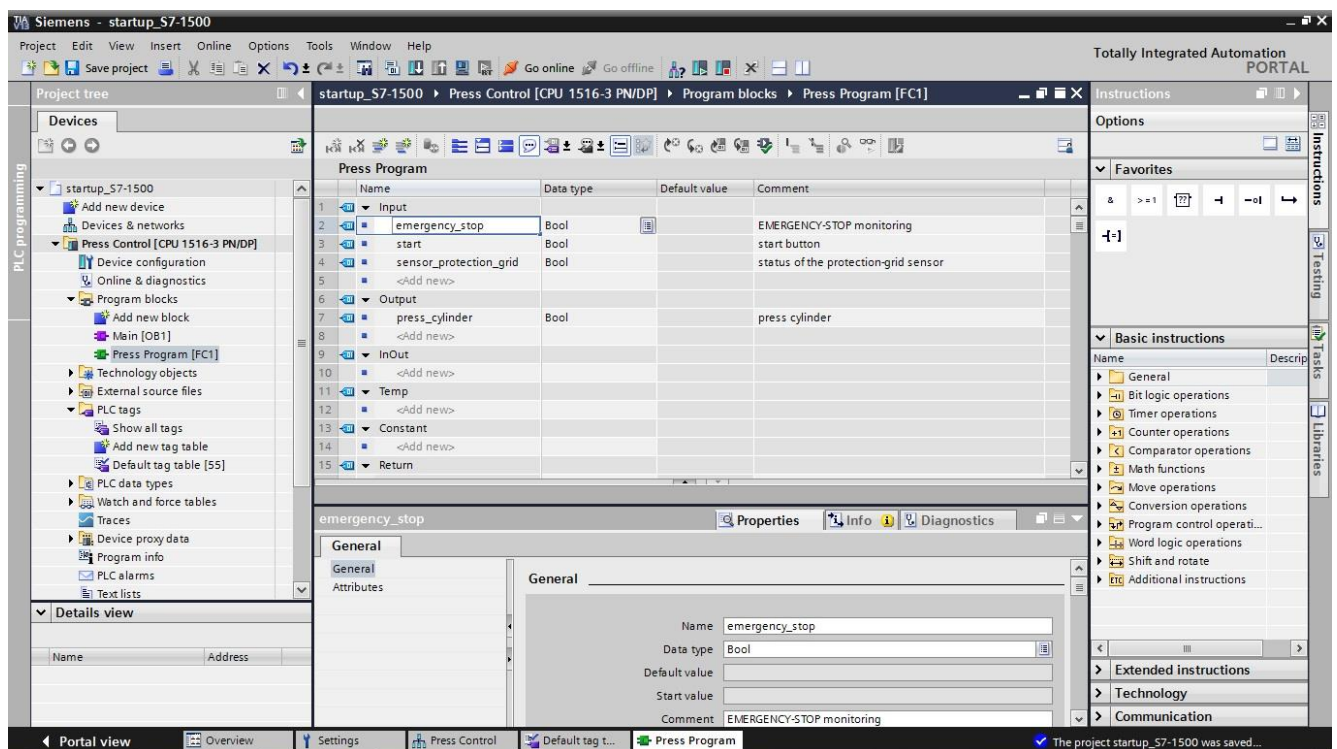 Siemens - startup_S7-1500
Project Edit View Insert Online Options Tools Window Help
Totally Integrated Automation
PORTAL
Save project Go online Go offline
Project tree
startup_S7-1500 Press Control [CPU 1516-3 PN/DP] Program blocks Press Program [FC1]
Instructions
Devices
Options
PLC programming
startup_S7-1500
Add new device
Devices & networks
Press Control [CPU 1516-3 PN/DP]
Device configuration
Online & diagnostics
Program blocks
Add new block
Main [OB1]
Press Program [FC1]
Technology objects
External source files
PLC tags
Show all tags
Add new tag table
Default tag table [55]
PLC data types
Watch and force tables
Traces
Device proxy data
Program info
PLC alarms
Text lists
Details view
Name Address
Press Program
Name Data type Default value Comment
1 Input
2 emergency_stop Bool EMERGENCY-STOP monitoring
3 start Bool start button
4 sensor_protection_grid Bool status of the protection-grid sensor
5 <Add new>
6 Output
7 press_cylinder Bool press cylinder
8 <Add new>
9 InOut
10 <Add new>
11 Temp
12 <Add new>
13 Constant
14 <Add new>
15 Return
emergency_stop
Properties Info Diagnostics
General
General
Attributes
General
Name emergency_stop
Data type Bool
Default value
Start value
Comment EMERGENCY-STOP monitoring
Favorites
& >=1 ??
Basic instructions
Name Descrip
General
Bit logic operations
Timer operations
Counter operations
Comparator operations
Math functions
Move operations
Conversion operations
Program control operati...
Word logic operations
Shift and rotate
Additional instructions
Extended instructions
Technology
Communication
Instructions
Testing
Tasks
Libraries
Portal view Overview Settings Press Control Default tag t... Press Program
The project startup_S7-1500 was saved...